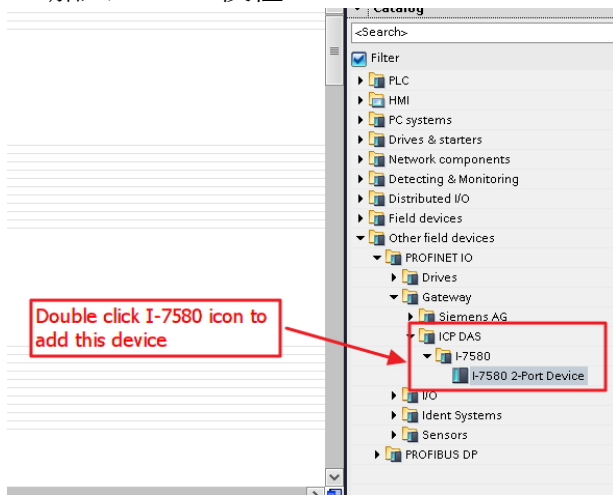 Catalog
<Search>
Filter
PLC
HMI
PC systems
Drives & starters
Network components
Detecting & Monitoring
Distributed I/O
Field devices
Other field devices
PROFINET IO
Drives
Gateway
Siemens AG
ICP DAS
I-7580
I-7580 2-Port Device
I/O
Ident Systems
Sensors
PROFIBUS DP
Double click I-7580 icon to
add this device